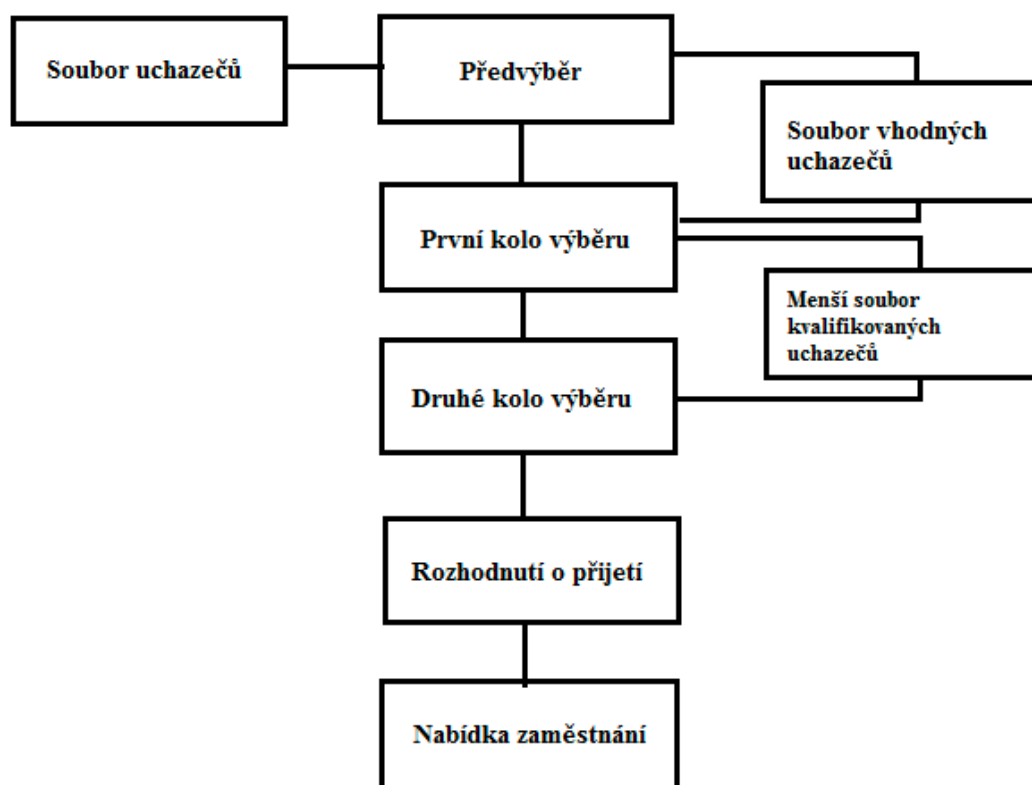 Soubor uchazečů
Předvýběr
Soubor vhodných
uchazečů
První kolo výběru
Menší soubor
kvalifikovaných
uchazečů
Druhé kolo výběru
Rozhodnutí o přijetí
Nabídka zaměstnání